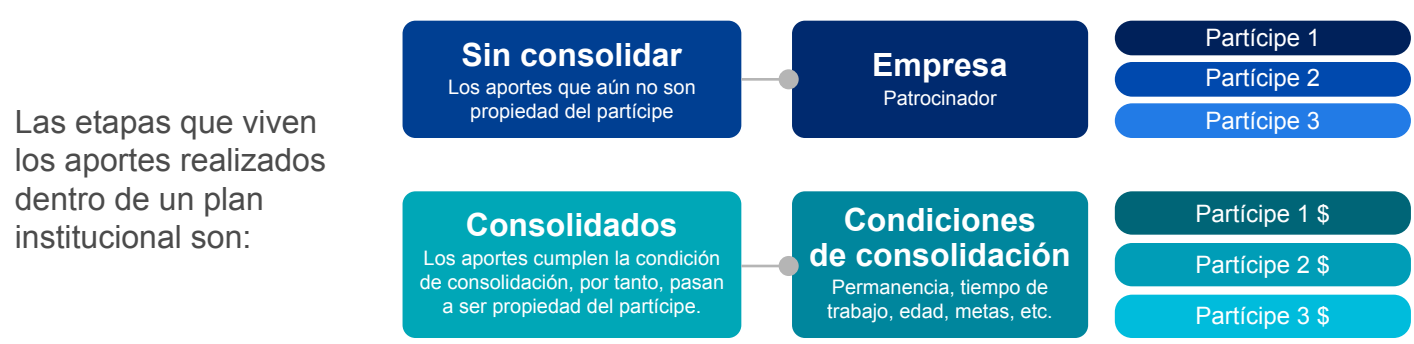 Las etapas que viven
los aportes realizados
dentro de un plan
institucional son:
Sin consolidar
Los aportes que aún no son
propiedad del partícipe
Empresa
Patrocinador
Partícipe 1
Partícipe 2
Partícipe 3
Consolidados
Los aportes cumplen la condición
de consolidación, por tanto, pasan
a ser propiedad del partícipe.
Condiciones
de consolidación
Permanencia, tiempo de
trabajo, edad, metas, etc.
Partícipe 1 $
Partícipe 2 $
Partícipe 3 $